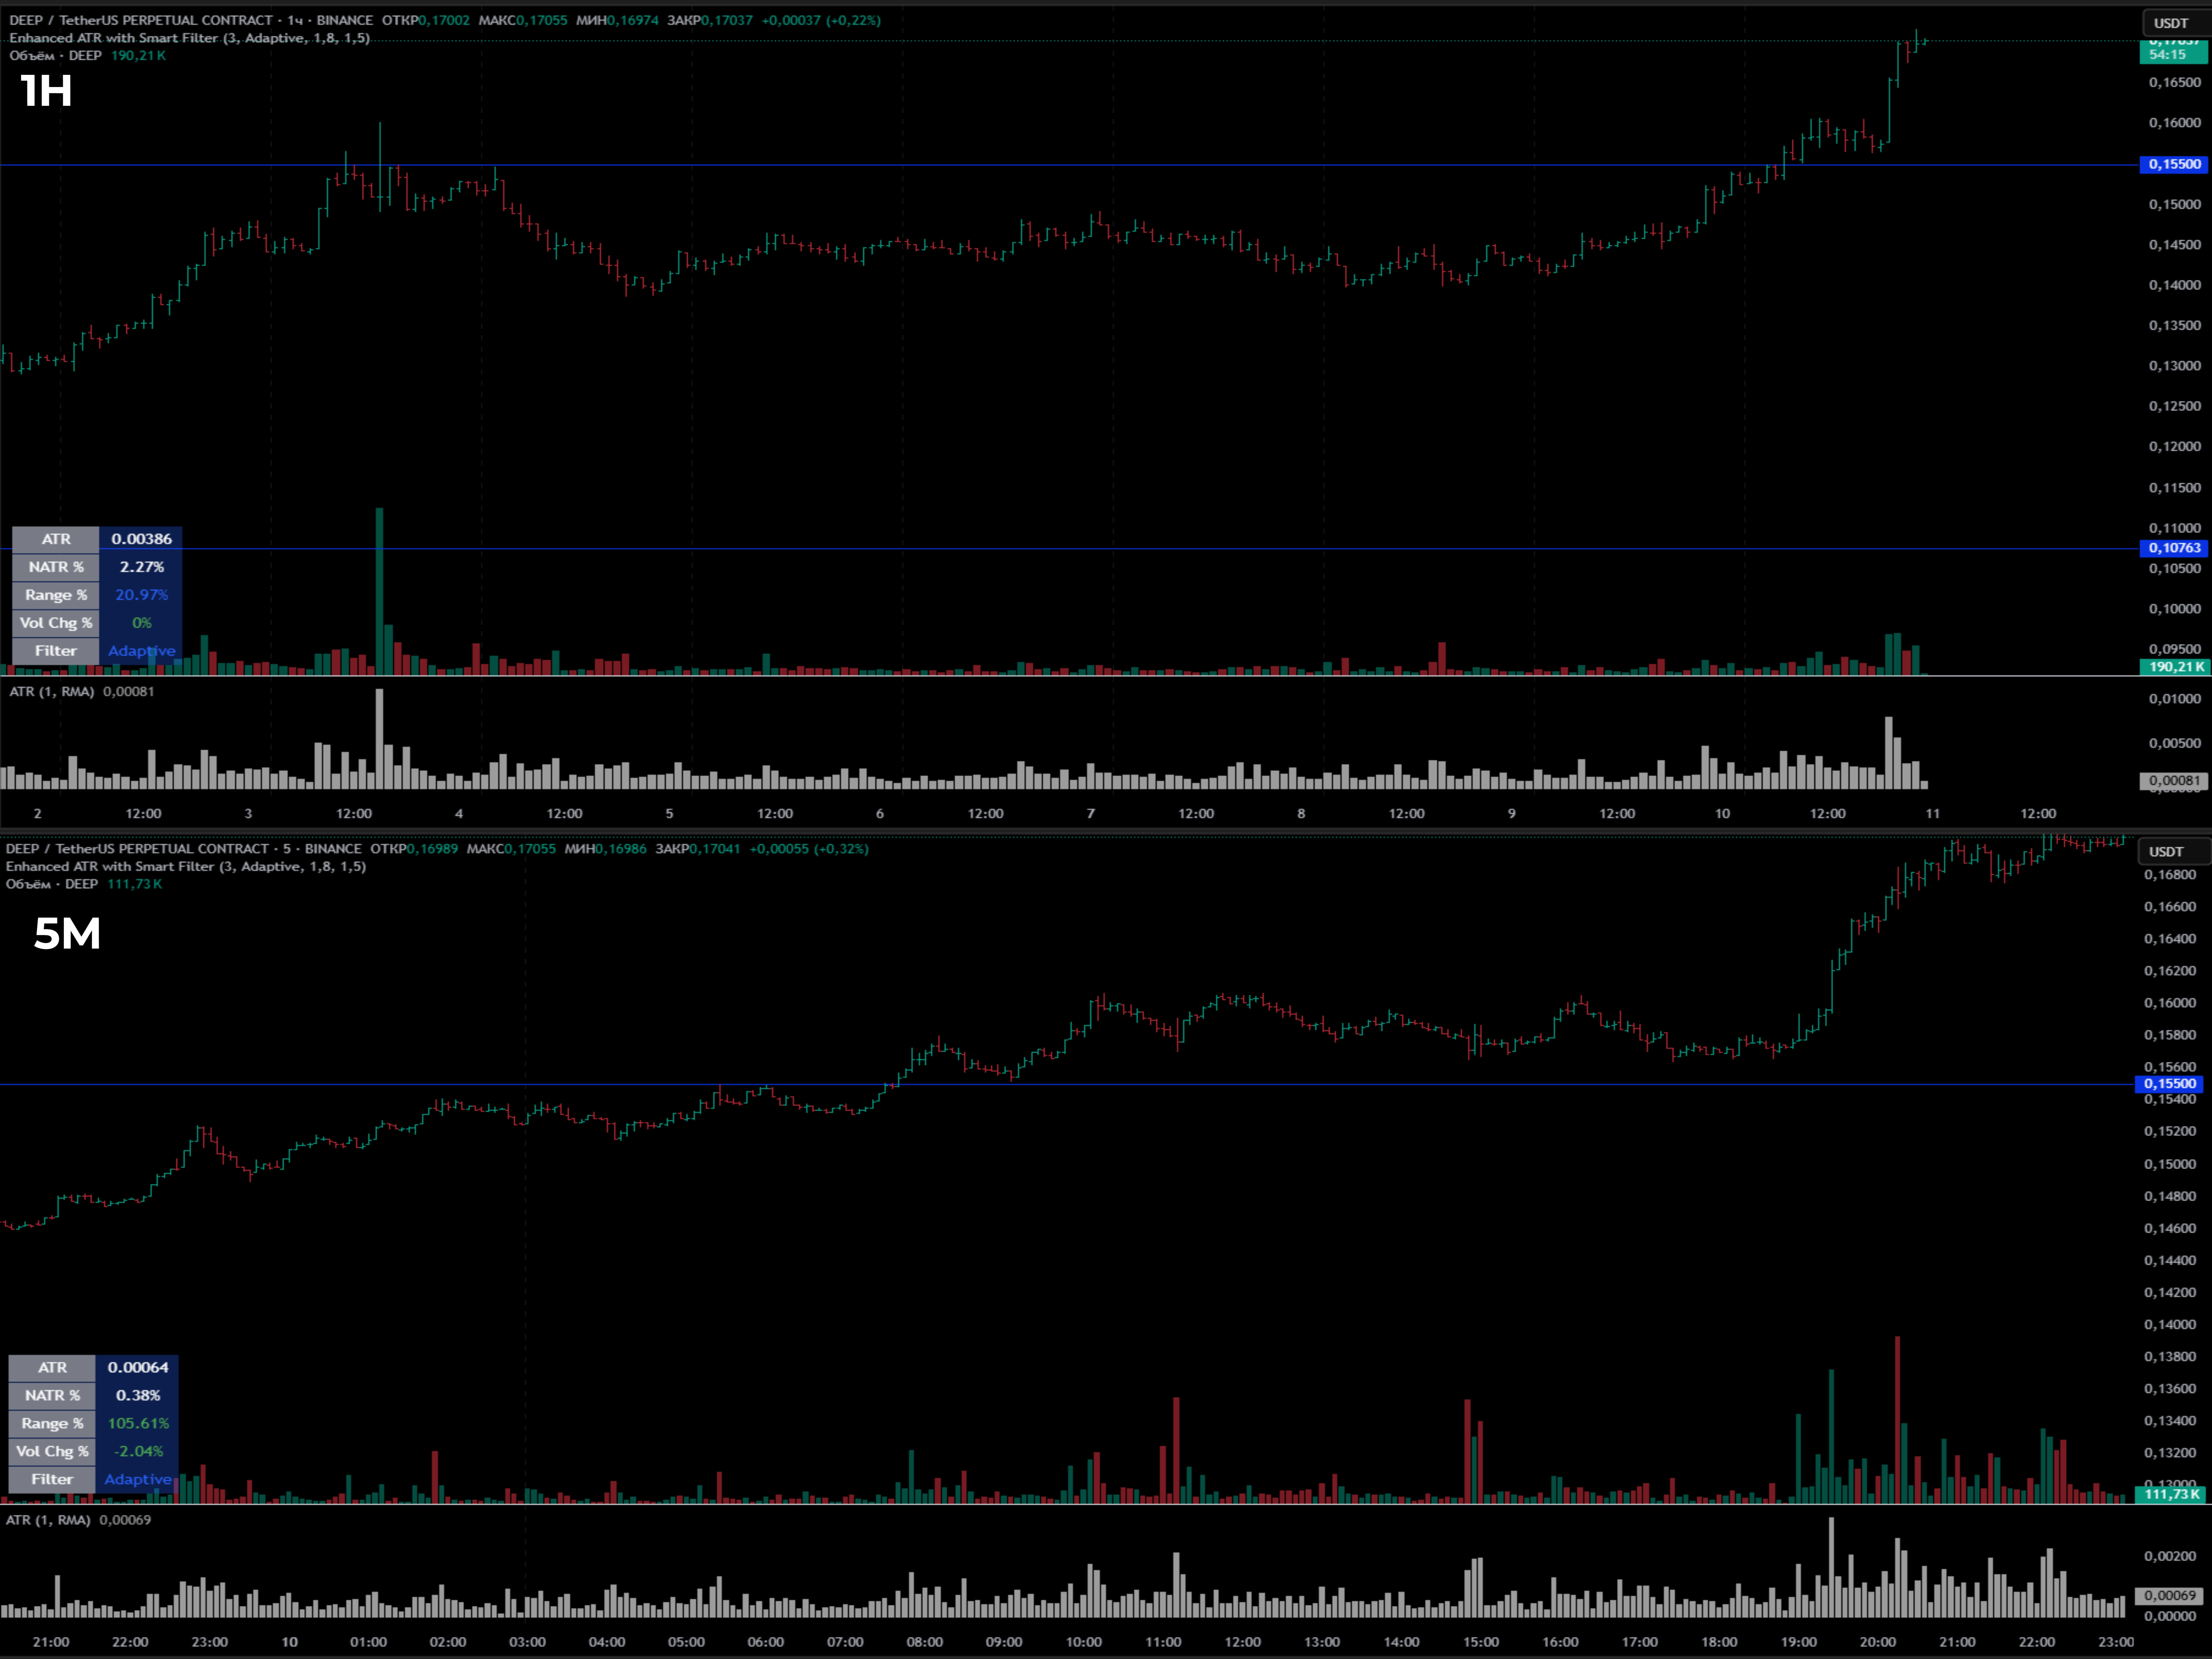 DEEP / TetherUS PERPETUAL CONTRACT · 1ч · BINANCE ОТКР0,17002 МАКС0,17055 МИН0,16974 ЗАКР0,17037 +0,00037 (+0,22%)
Enhanced ATR with Smart Filter (3, Adaptive, 1,8, 1,5)
Объём · DEEP 190,21 K
1H
USDT
0,17037
54:15
0,16500
0,16000
0,15500
0,15000
0,14500
0,14000
0,13500
0,13000
0,12500
0,12000
0,11500
0,11000
0,10763
0,10500
0,10000
0,09500
190,21 K
ATR 0.00386
NATR % 2.27%
Range % 20.97%
Vol Chg % 0%
Filter Adaptive
ATR (1, RMA) 0,00081
0,01000
0,00500
0,00081
2 12:00 3 12:00 4 12:00 5 12:00 6 12:00 7 12:00 8 12:00 9 12:00 10 12:00 11 12:00
DEEP / TetherUS PERPETUAL CONTRACT · 5 · BINANCE ОТКР0,16989 МАКС0,17055 МИН0,16986 ЗАКР0,17041 +0,00055 (+0,32%)
Enhanced ATR with Smart Filter (3, Adaptive, 1,8, 1,5)
Объём · DEEP 111,73 K
5M
USDT
0,16800
0,16600
0,16400
0,16200
0,16000
0,15800
0,15600
0,15500
0,15400
0,15200
0,15000
0,14800
0,14600
0,14400
0,14200
0,14000
0,13800
0,13600
0,13400
0,13200
0,13000
111,73 K
ATR 0.00064
NATR % 0.38%
Range % 105.61%
Vol Chg % -2.04%
Filter Adaptive
ATR (1, RMA) 0,00069
0,00200
0,00069
0,00000
21:00 22:00 23:00 10 01:00 02:00 03:00 04:00 05:00 06:00 07:00 08:00 09:00 10:00 11:00 12:00 13:00 14:00 15:00 16:00 17:00 18:00 19:00 20:00 21:00 22:00 23:00